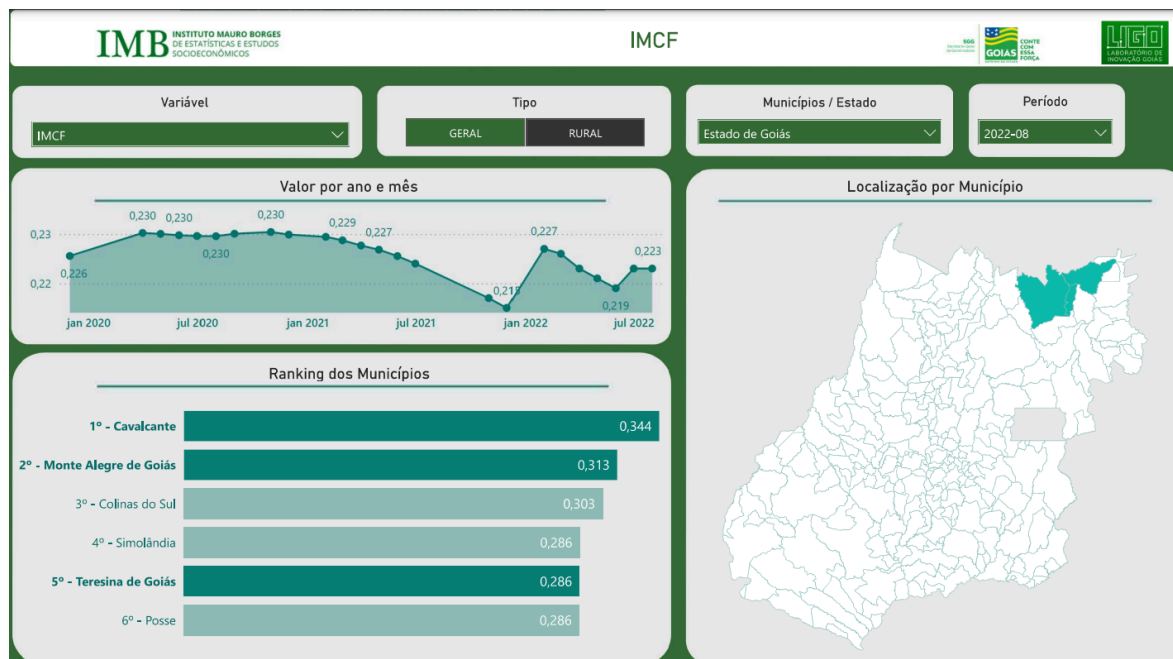 IMB INSTITUTO MAURO BORGES
DE ESTATÍSTICAS E ESTUDOS
SOCIOECONÔMICOS
IMCF
SGG
GOIÁS
CONTE
COM
ESSA
FORÇA
LIGO
LABORATÓRIO DE
INOVAÇÃO GOIÁS
Variável
IMCF
Tipo
GERAL
RURAL
Municípios / Estado
Estado de Goiás
Período
2022-08
Valor por ano e mês
0,23
0,22
0,226
0,230
0,230
0,230
0,230
0,229
0,227
0,215
0,227
0,219
0,223
jan 2020
jul 2020
jan 2021
jul 2021
jan 2022
jul 2022
Ranking dos Municípios
1º - Cavalcante 0,344
2º - Monte Alegre de Goiás 0,313
3º - Colinas do Sul 0,303
4º - Simolândia 0,286
5º - Teresina de Goiás 0,286
6º - Posse 0,286
Localização por Município